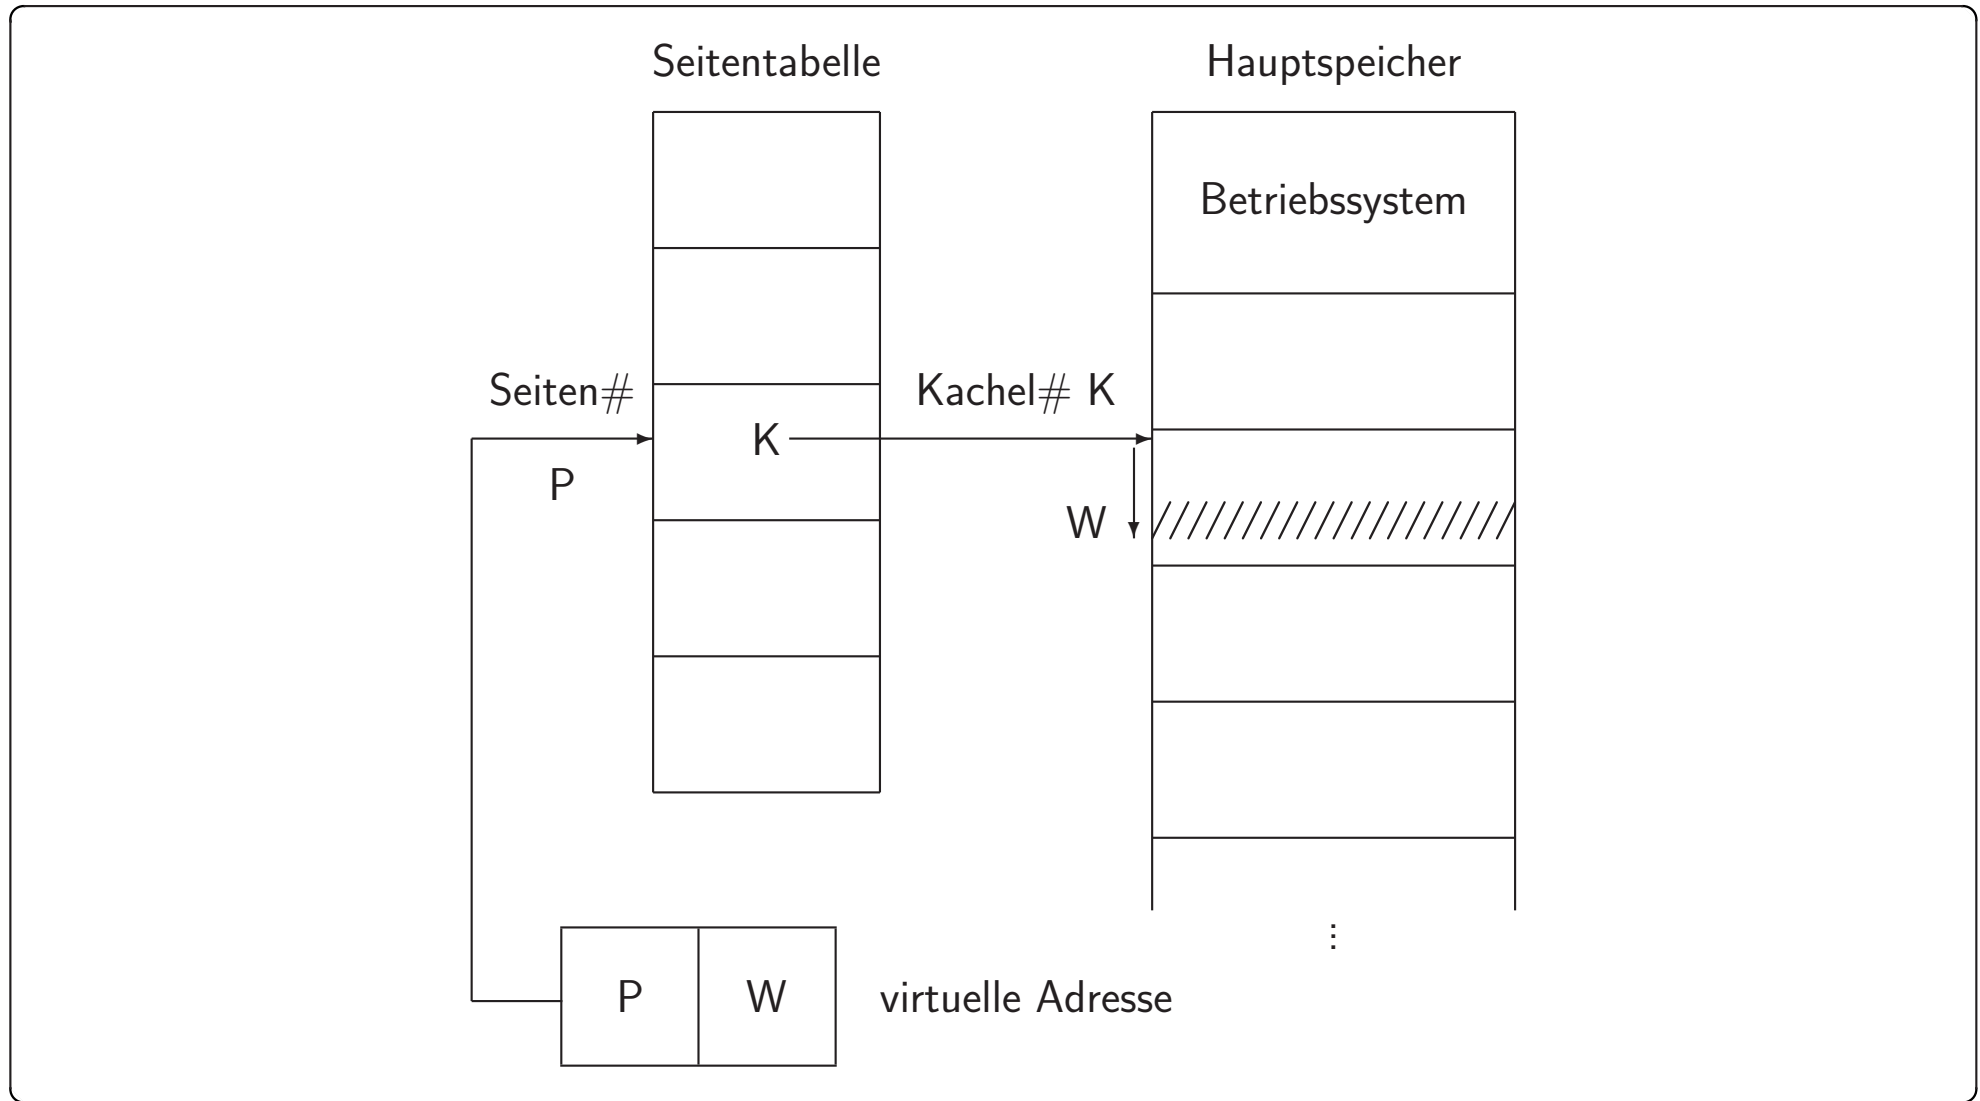 Seitentabelle
Hauptspeicher
Betriebssystem
Seiten#
Kachel# K
K
P
W
P
W
virtuelle Adresse
⋮